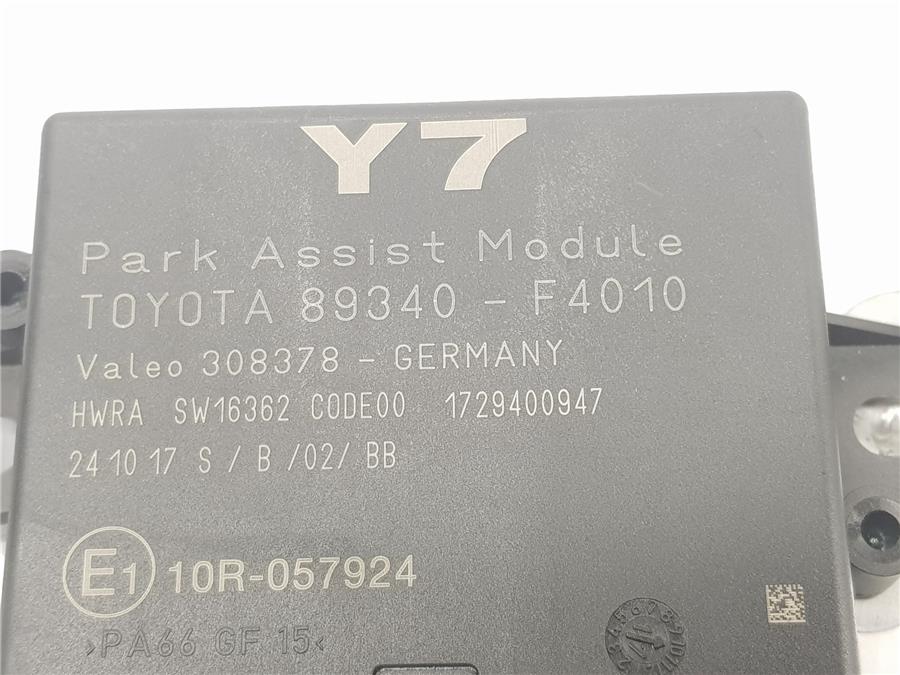 Y7
Park Assist Module
TOYOTA 89340 - F4010
Valeo 308378 - GERMANY
HWRA SW16362 CODE00 1729400947
24 10 17 S / B /02/ BB
E1 10R-057924
>PA66 GF 15<